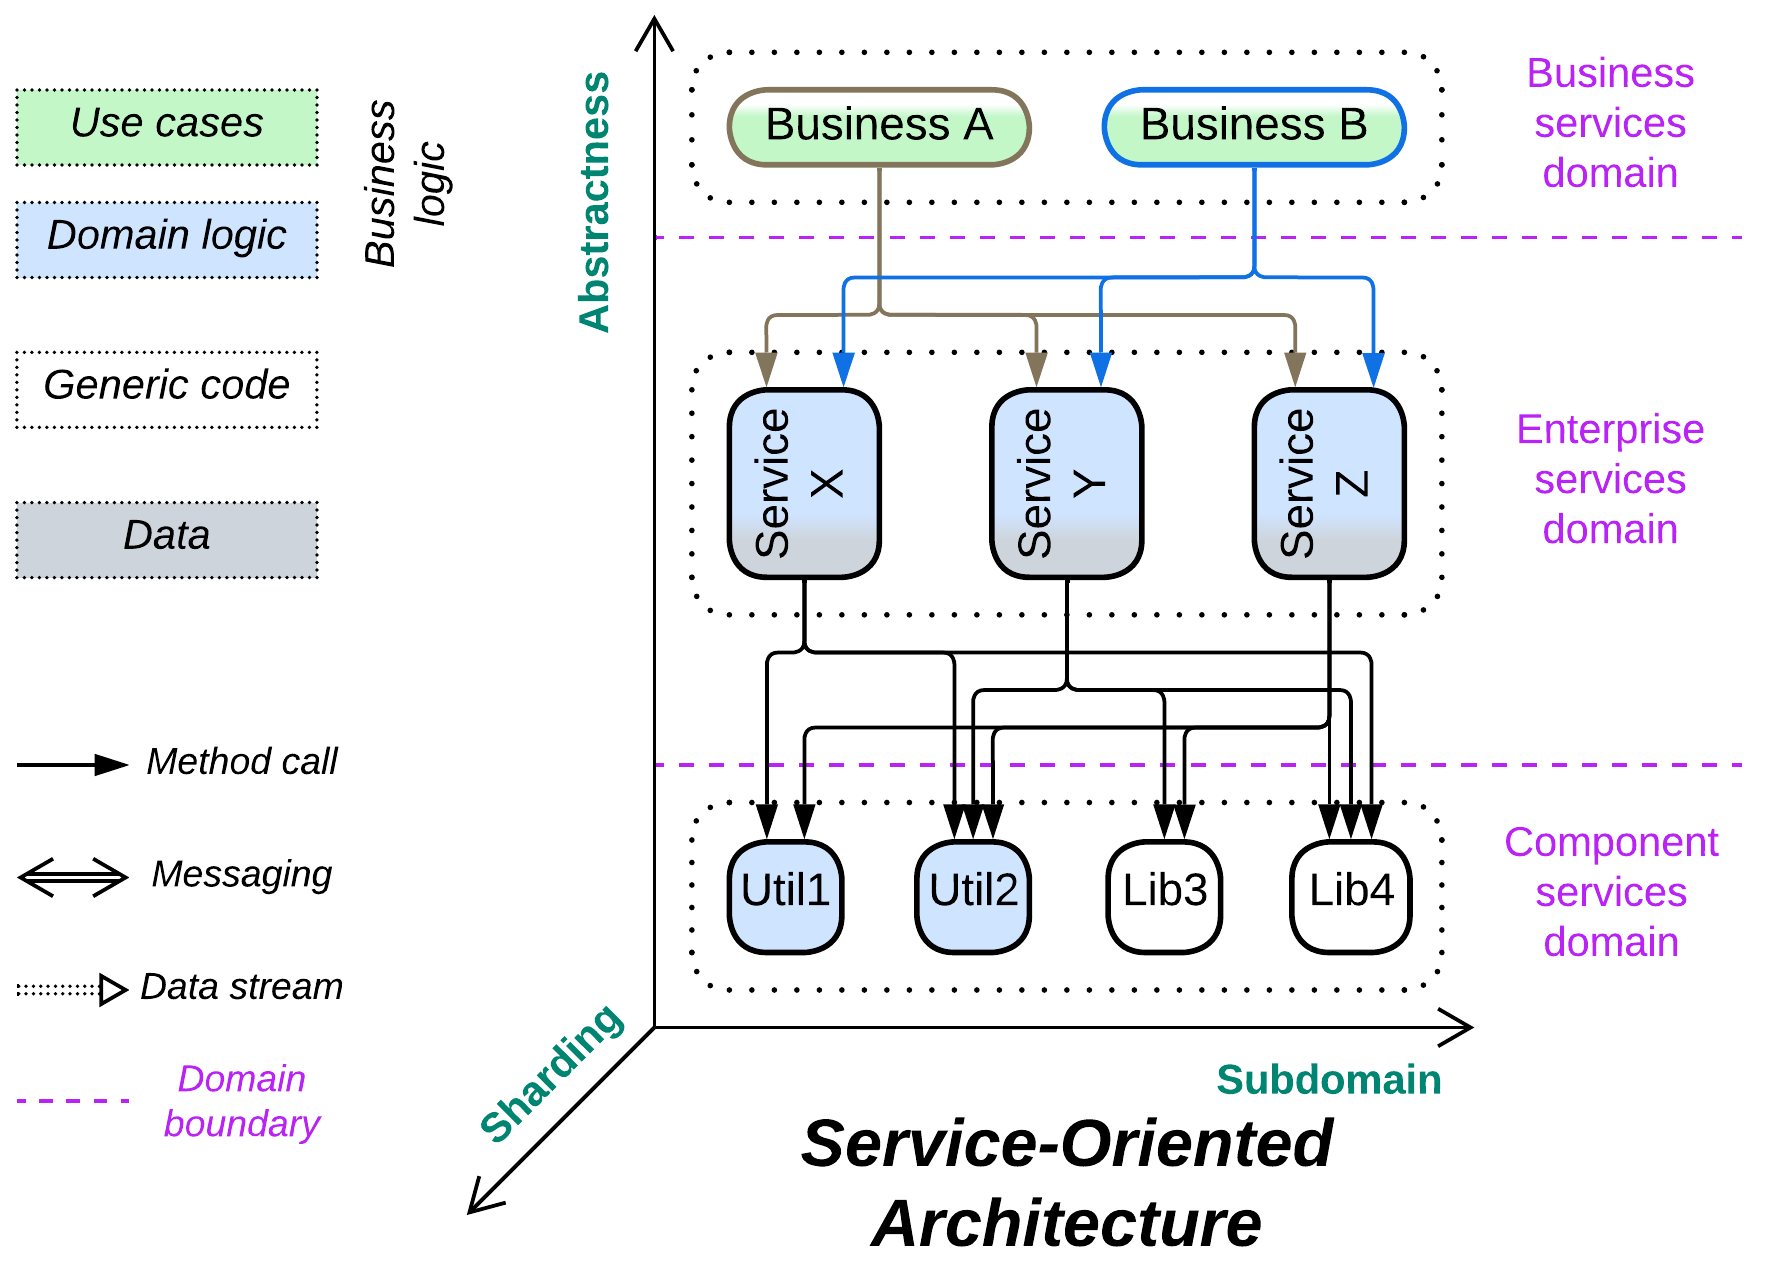 Use cases
Domain logic
Business
logic
Generic code
Data
Method call
Messaging
Data stream
Domain
boundary
Abstractness
Business A
Business B
Business
services
domain
Service
X
Service
Y
Service
Z
Enterprise
services
domain
Util1
Util2
Lib3
Lib4
Component
services
domain
Sharding
Subdomain
Service-Oriented
Architecture